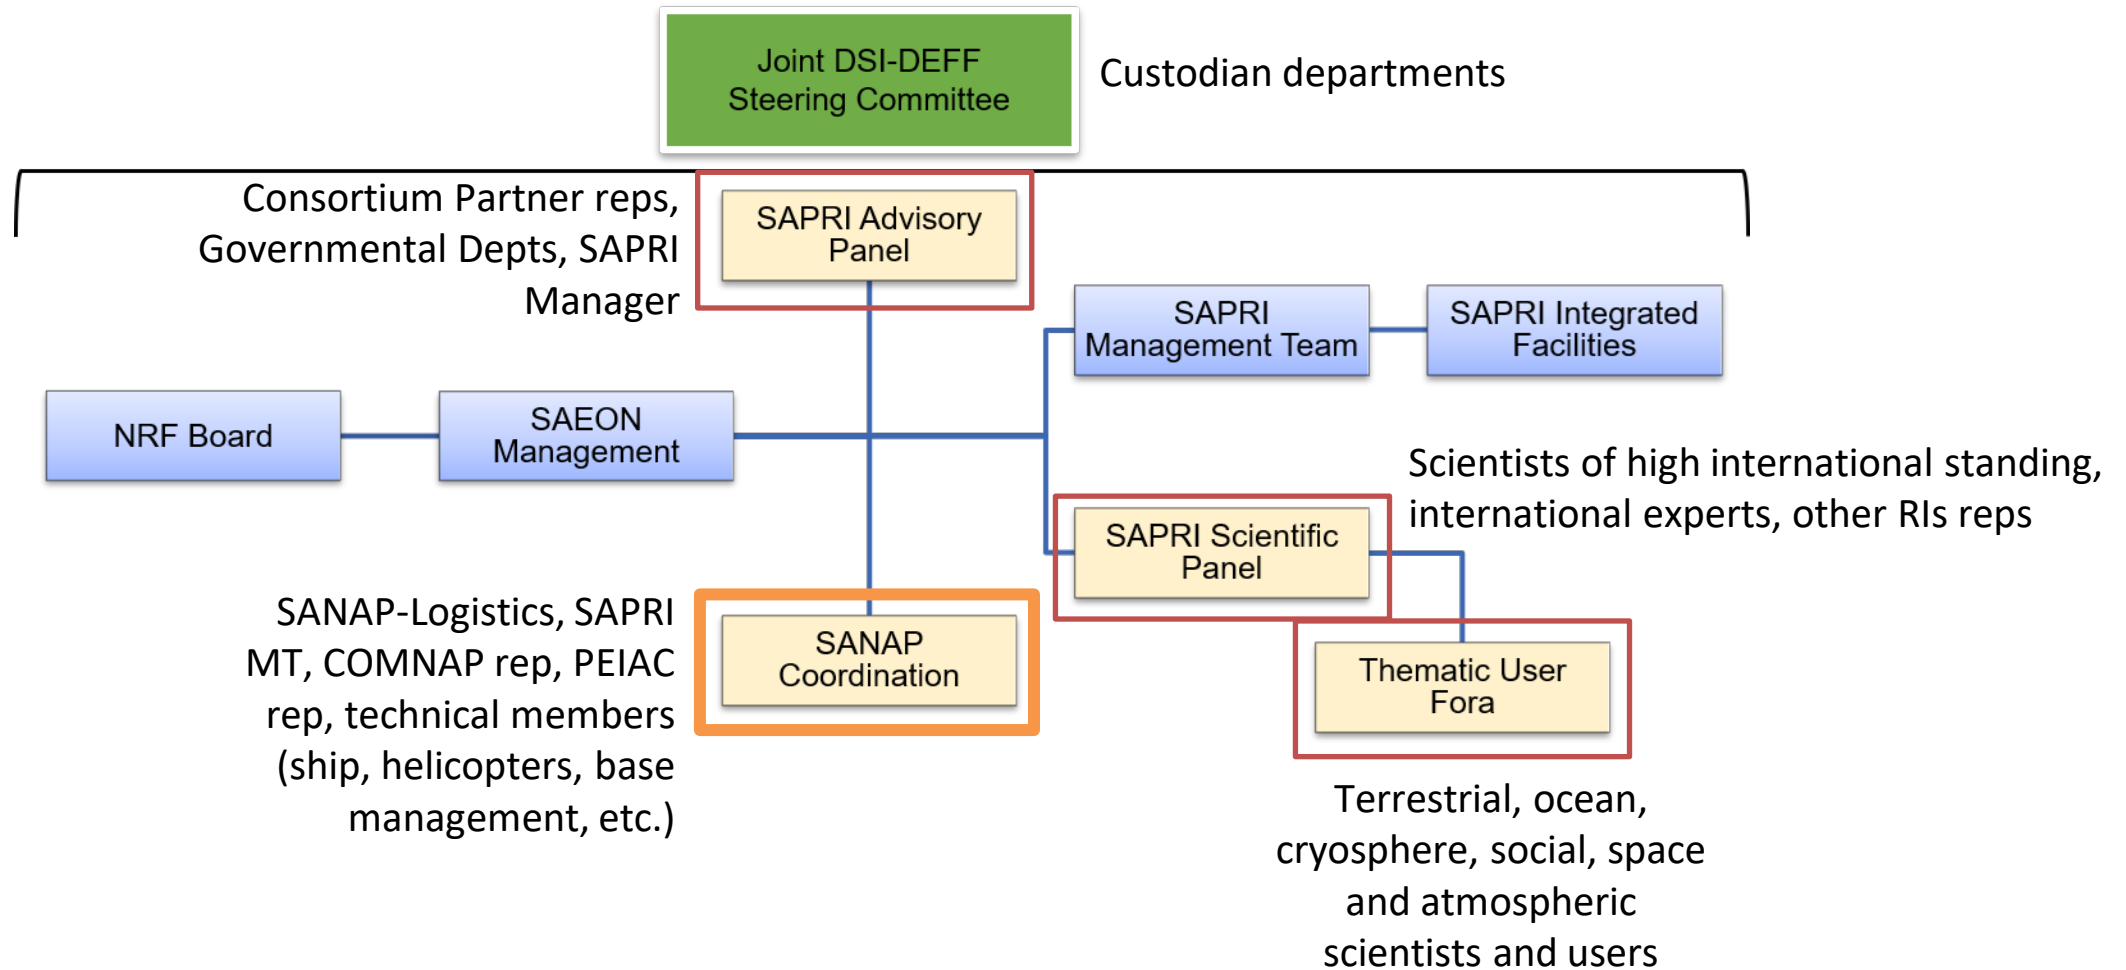 Joint DSI-DEFF
Steering Committee
Custodian departments
Consortium Partner reps,
Governmental Depts, SAPRI
Manager
SAPRI Advisory
Panel
SAPRI
Management Team
SAPRI Integrated
Facilities
NRF Board
SAEON
Management
Scientists of high international standing,
international experts, other RIs reps
SAPRI Scientific
Panel
SANAP-Logistics, SAPRI
MT, COMNAP rep, PEIAC
rep, technical members
(ship, helicopters, base
management, etc.)
SANAP
Coordination
Thematic User
Fora
Terrestrial, ocean,
cryosphere, social, space
and atmospheric
scientists and users